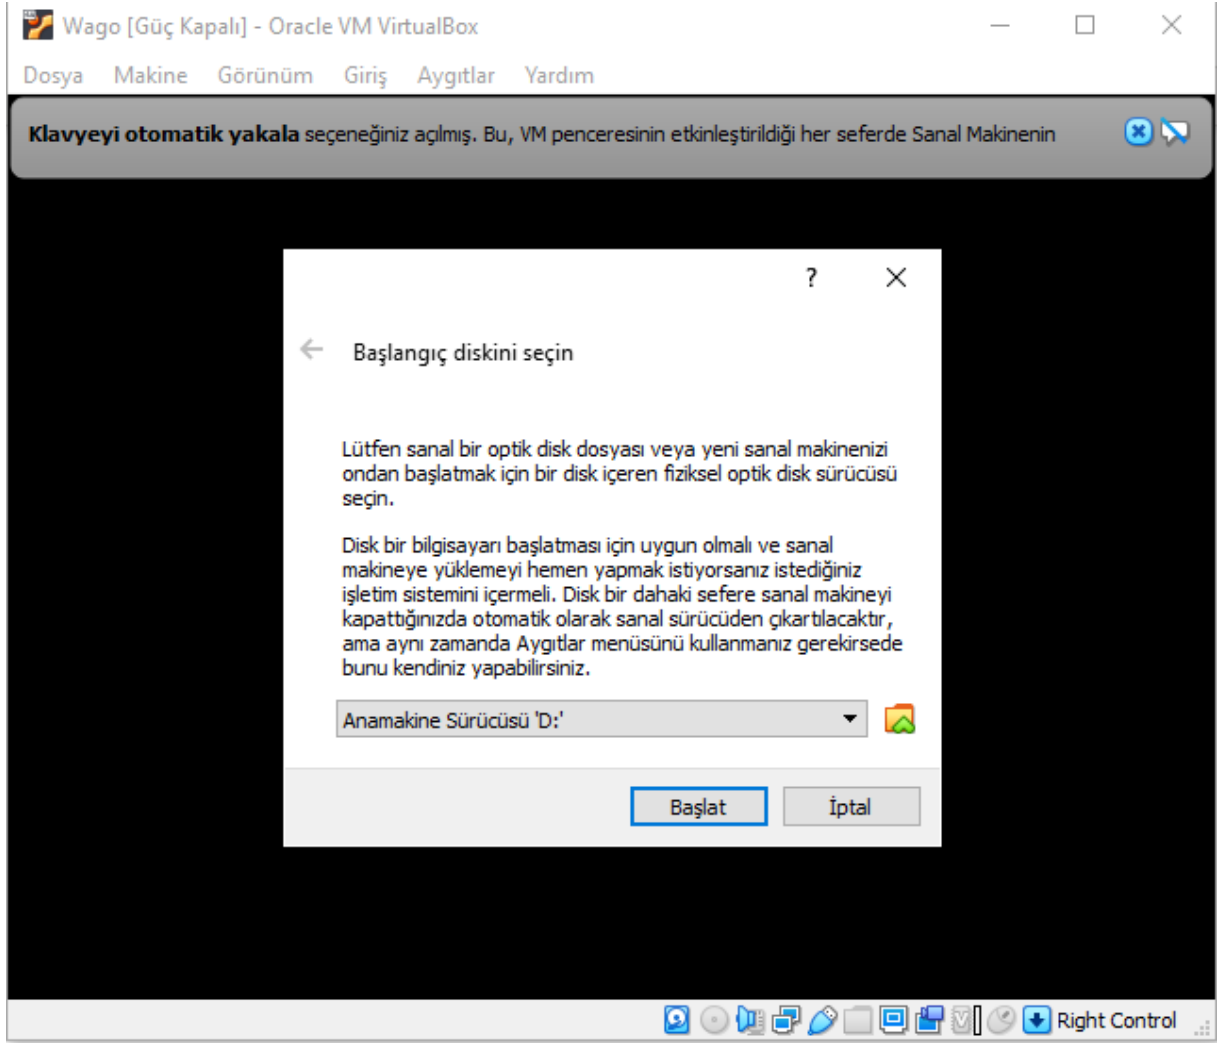 Wago [Güç Kapalı] - Oracle VM VirtualBox
Dosya Makine Görünüm Giriş Aygıtlar Yardım
Klavyeyi otomatik yakala seçeneğiniz açılmış. Bu, VM penceresinin etkinleştirildiği her seferde Sanal Makinenin
?
Başlangıç diskini seçin
Lütfen sanal bir optik disk dosyası veya yeni sanal makinenizi
ondan başlatmak için bir disk içeren fiziksel optik disk sürücüsü
seçin.
Disk bir bilgisayarı başlatması için uygun olmalı ve sanal
makineye yüklemeyi hemen yapmak istiyorsanız istediğiniz
işletim sistemini içermeli. Disk bir dahaki sefere sanal makineyi
kapattığınızda otomatik olarak sanal sürücüden çıkartılacaktır,
ama aynı zamanda Aygıtlar menüsünü kullanmanız gerekirsede
bunu kendiniz yapabilirsiniz.
Anamakine Sürücüsü 'D:'
Başlat İptal
Right Control